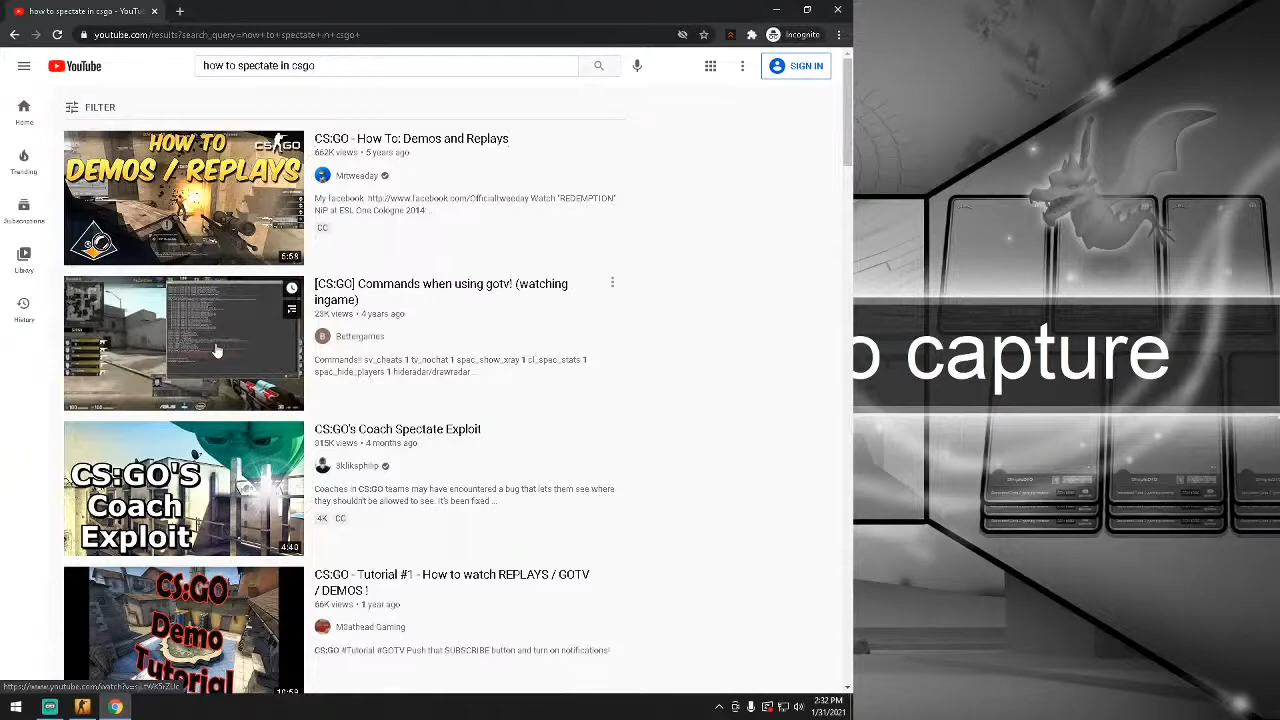 how to spectate in csgo - YouTu
youtube.com/results?search_query=how+to+spectate+in+csgo+
Incognito
YouTube
how to spectate in csgo
SIGN IN
Home
Trending
Subscriptions
Library
History
FILTER
HOW TO
DEMOS / REPLAYS
CS:GO
5:58
CS:GO - How To: Demos and Replays
662K views • 5 years ago
Mrtweeday
My facebook http://www.facebook.com/Officialtweeday Watch "REDEMPTION"
NiP at ESL One Cologne 2014 ...
CC
[CS:GO] Commands when using gotv! (watching
ingame)
23K views • 4 years ago
B
Bettergames
Commands!! sv_cheats 1 tv_nochat 1 spec_show_xray 1 cl_spec_stats 1
spec_hide_players 1 hideradar/drawradar ...
CS:GO'S
Coach
Exploit
4:40
CS:GO's Coach Spectate Exploit
315K views • 4 months ago
3kliksphilip
Coaches in CS:GO teams may have encountered a bug that lets them see where
they shouldn't be allowed to see. It's been fixed ...
4K CC
CS:GO
Demo
Tutorial
10:59
CS:GO - Tutorial #1 - How to watch REPLAYS / GOTV
/ DEMOS !
66K views • 1 year ago
M3athead Gaming
CS:GO #Tutorial #GOTV Push that SUBSCRIBE button and turn on notifications!
o capture
2:32 PM
1/31/2021